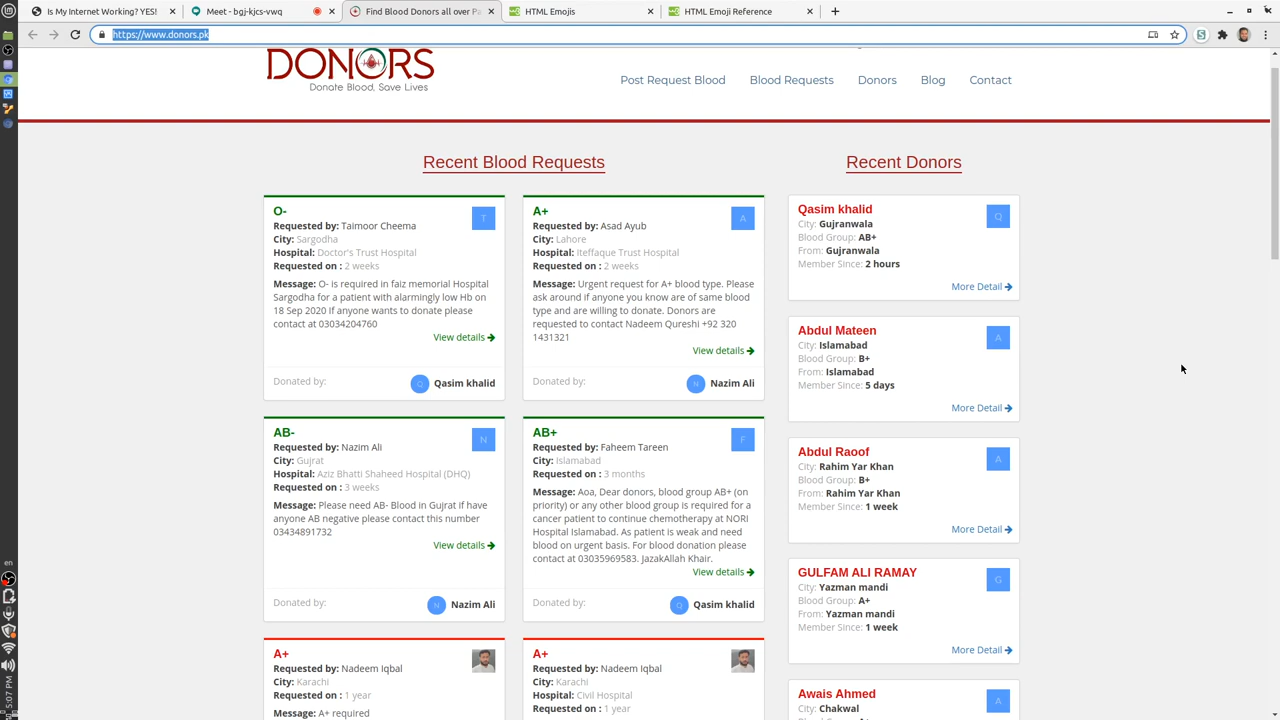 Is My Internet Working? YES!
Meet - bgj-kjcs-vwq
Find Blood Donors all over Pa
HTML Emojis
HTML Emoji Reference
https://www.donors.pk
DONORS
Donate Blood. Save Lives
Post Request Blood
Blood Requests
Donors
Blog
Contact
Recent Blood Requests
O-
T
Requested by: Taimoor Cheema
City: Sargodha
Hospital: Doctor's Trust Hospital
Requested on : 2 weeks
Message: O- is required in faiz memorial Hospital
Sargodha for a patient with alarmingly low Hb on
18 Sep 2020 If anyone wants to donate please
contact at 03034204760
View details
Donated by:
Q
Qasim khalid
A+
A
Requested by: Asad Ayub
City: Lahore
Hospital: Iteffaque Trust Hospital
Requested on : 2 weeks
Message: Urgent request for A+ blood type. Please
ask around if anyone you know are of same blood
type and are willing to donate. Donors are
requested to contact Nadeem Qureshi +92 320
1431321
View details
Donated by:
N
Nazim Ali
AB-
N
Requested by: Nazim Ali
City: Gujrat
Hospital: Aziz Bhatti Shaheed Hospital (DHQ)
Requested on : 3 weeks
Message: Please need AB- Blood in Gujrat if have
anyone AB negative please contact this number
03434891732
View details
Donated by:
N
Nazim Ali
AB+
F
Requested by: Faheem Tareen
City: Islamabad
Requested on : 3 months
Message: Aoa, Dear donors, blood group AB+ (on
priority) or any other blood group is required for a
cancer patient to continue chemotherapy at NORI
Hospital Islamabad. As patient is weak and need
blood on urgent basis. For blood donation please
contact at 03035969583. JazakAllah Khair.
View details
Donated by:
Q
Qasim khalid
A+
Requested by: Nadeem Iqbal
City: Karachi
Requested on : 1 year
Message: A+ required
A+
Requested by: Nadeem Iqbal
City: Karachi
Hospital: Civil Hospital
Requested on : 1 year
Recent Donors
Qasim khalid
Q
City: Gujranwala
Blood Group: AB+
From: Gujranwala
Member Since: 2 hours
More Detail
Abdul Mateen
A
City: Islamabad
Blood Group: B+
From: Islamabad
Member Since: 5 days
More Detail
Abdul Raoof
A
City: Rahim Yar Khan
Blood Group: B+
From: Rahim Yar Khan
Member Since: 1 week
More Detail
GULFAM ALI RAMAY
G
City: Yazman mandi
Blood Group: A+
From: Yazman mandi
Member Since: 1 week
More Detail
Awais Ahmed
A
City: Chakwal
en
5:07 PM